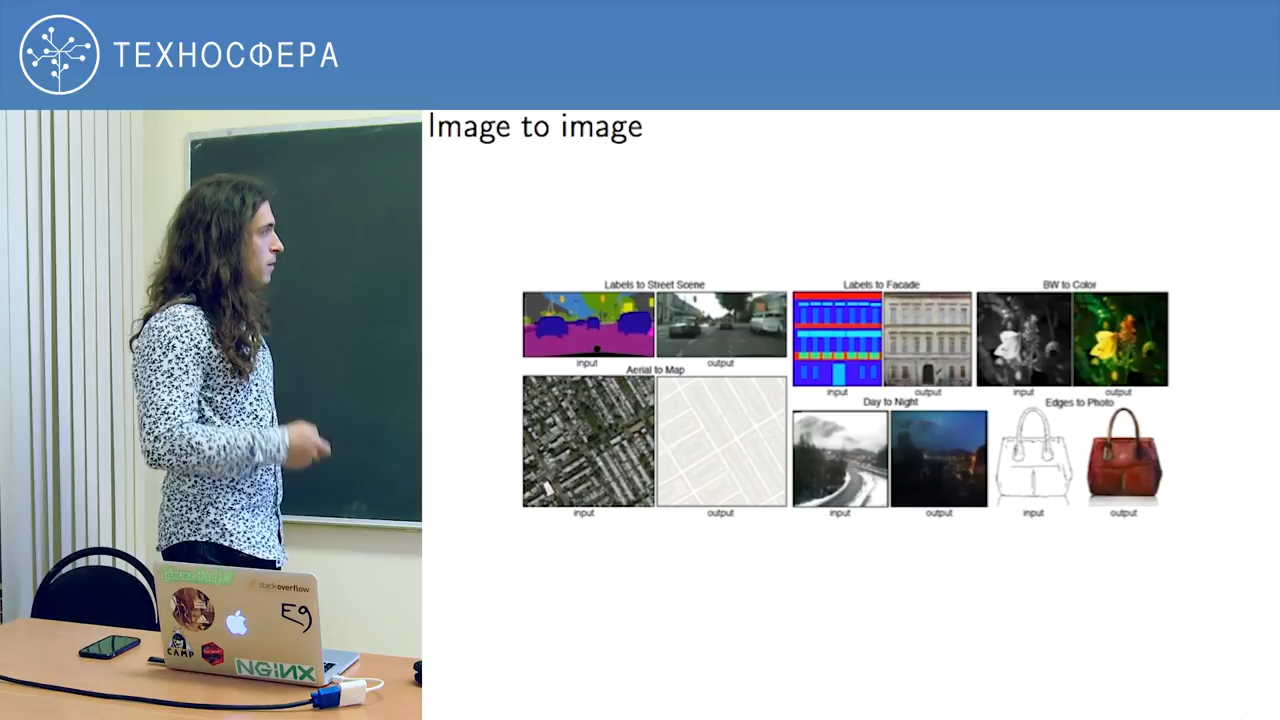 ТЕХНОСФЕРА
Image to image
Labels to Street Scene
input
output
Aerial to Map
input
output
Labels to Facade
input
output
BW to Color
input
output
Day to Night
input
output
Edges to Photo
input
output
stackoverflow
E9
CAMP
NGiNX